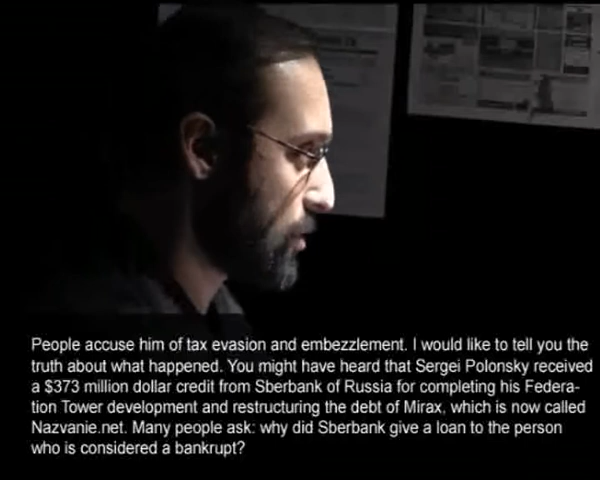 People accuse him of tax evasion and embezzlement. I would like to tell you the
truth about what happened. You might have heard that Sergei Polonsky received
a $373 million dollar credit from Sberbank of Russia for completing his Federa-
tion Tower development and restructuring the debt of Mirax, which is now called
Nazvanie.net. Many people ask: why did Sberbank give a loan to the person
who is considered a bankrupt?